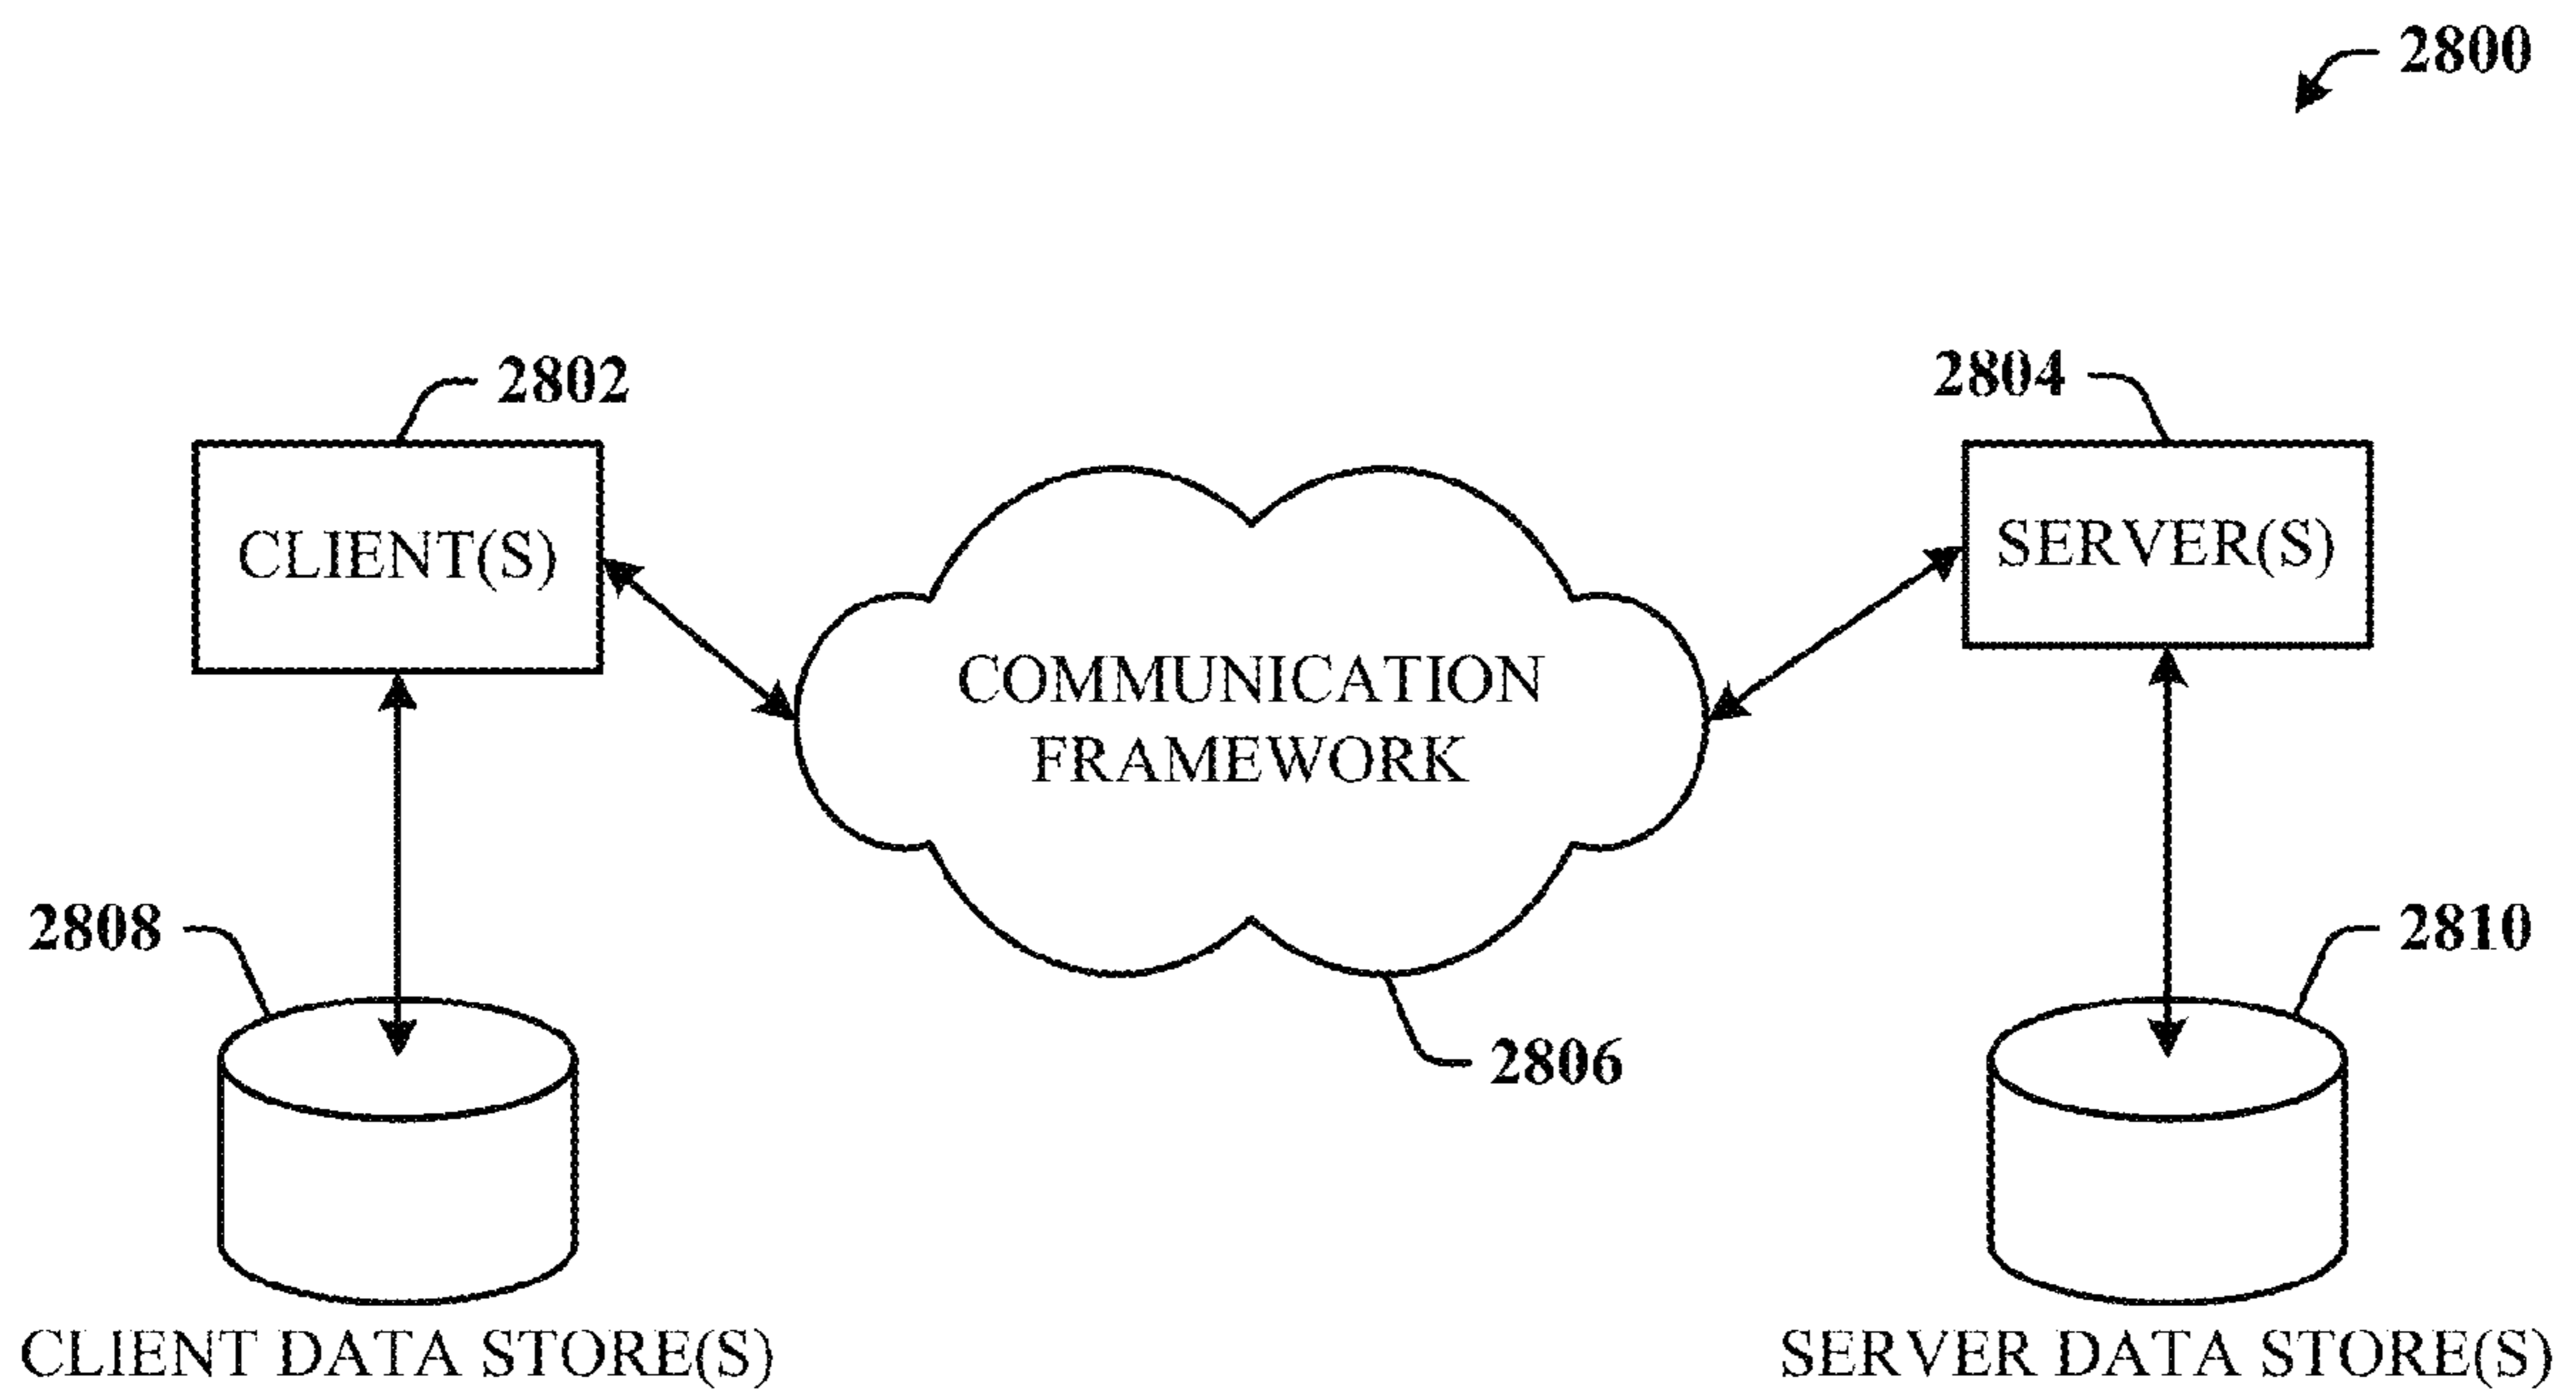 2800
2802
2804
CLIENT(S)
SERVER(S)
COMMUNICATION
FRAMEWORK
2808
2810
2806
CLIENT DATA STORE(S)
SERVER DATA STORE(S)